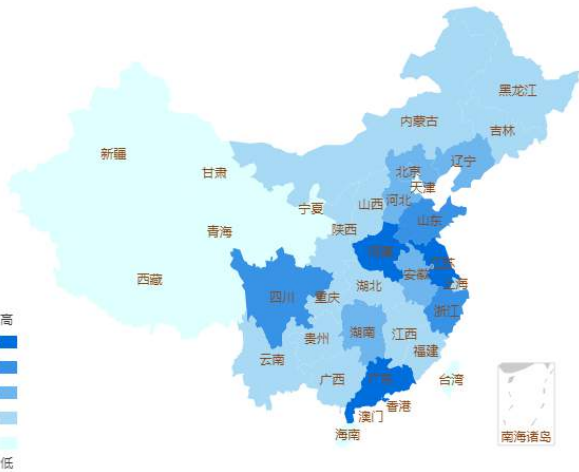 黑龙江
内蒙古
吉林
新疆
辽宁
北京
甘肃
天津
河北
宁夏
山西
山东
青海
陕西
河南
江苏
西藏
安徽
上海
湖北
四川
重庆
浙江
高
湖南
江西
贵州
福建
云南
广西
广东
台湾
香港
澳门
海南
南海诸岛
低